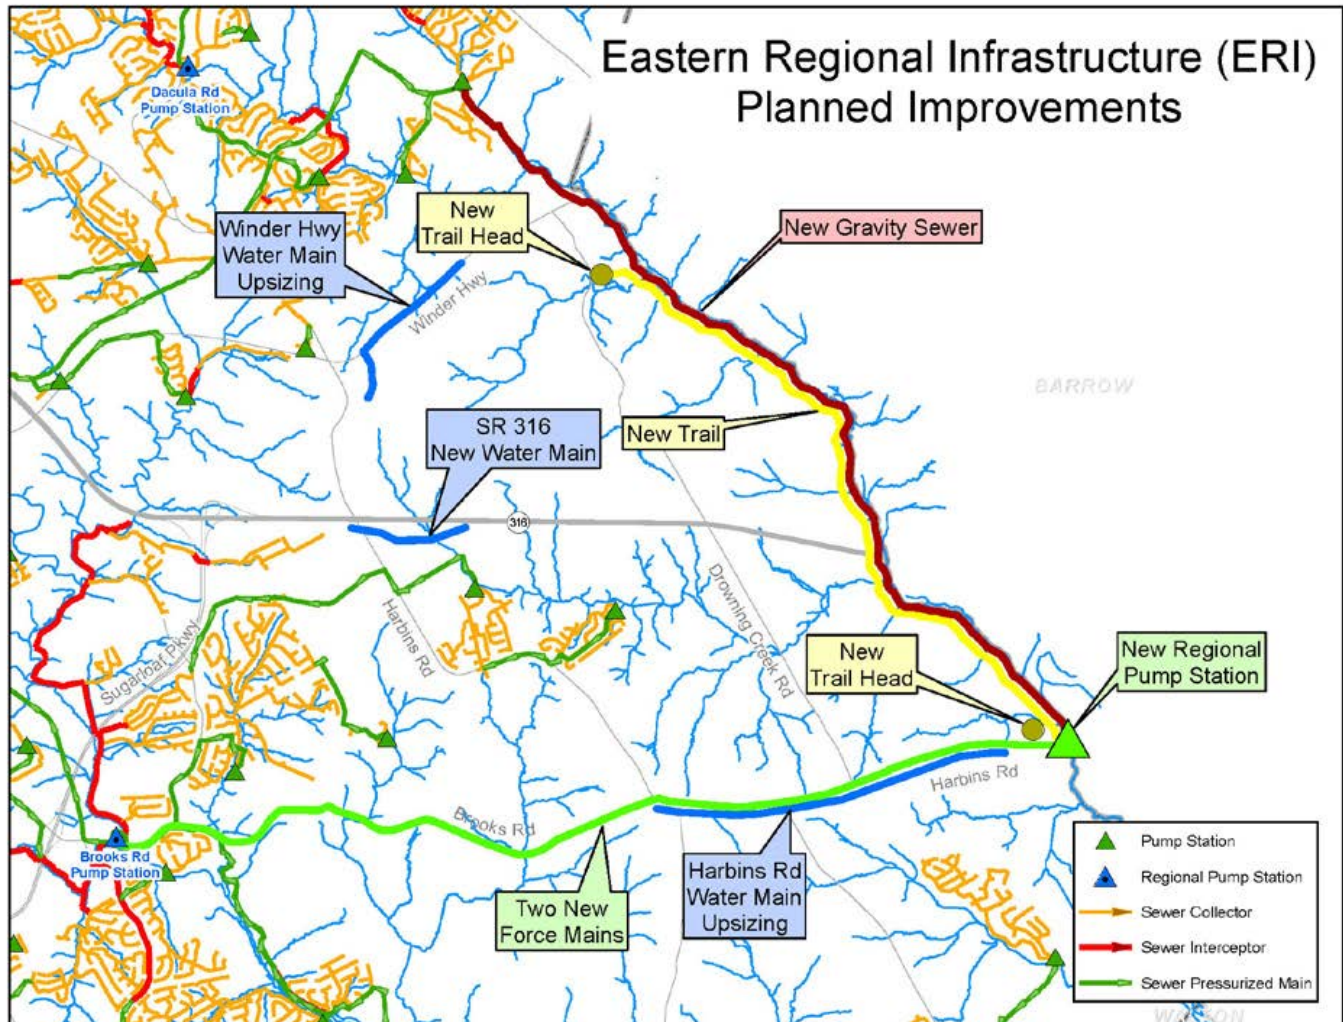 Eastern Regional Infrastructure (ERI)
Planned Improvements
Dacula Rd
Pump Station
New
Trail Head
New Gravity Sewer
Winder Hwy
Water Main
Upsizing
Winder Hwy
BARROW
SR 316
New Water Main
New Trail
316
Harbins Rd
Drowning Creek Rd
Sugarloaf Pkwy
New
Trail Head
New Regional
Pump Station
Harbins Rd
Brooks Rd
Brooks Rd
Pump Station
Two New
Force Mains
Harbins Rd
Water Main
Upsizing
Pump Station
Regional Pump Station
Sewer Collector
Sewer Interceptor
Sewer Pressurized Main
WALTON